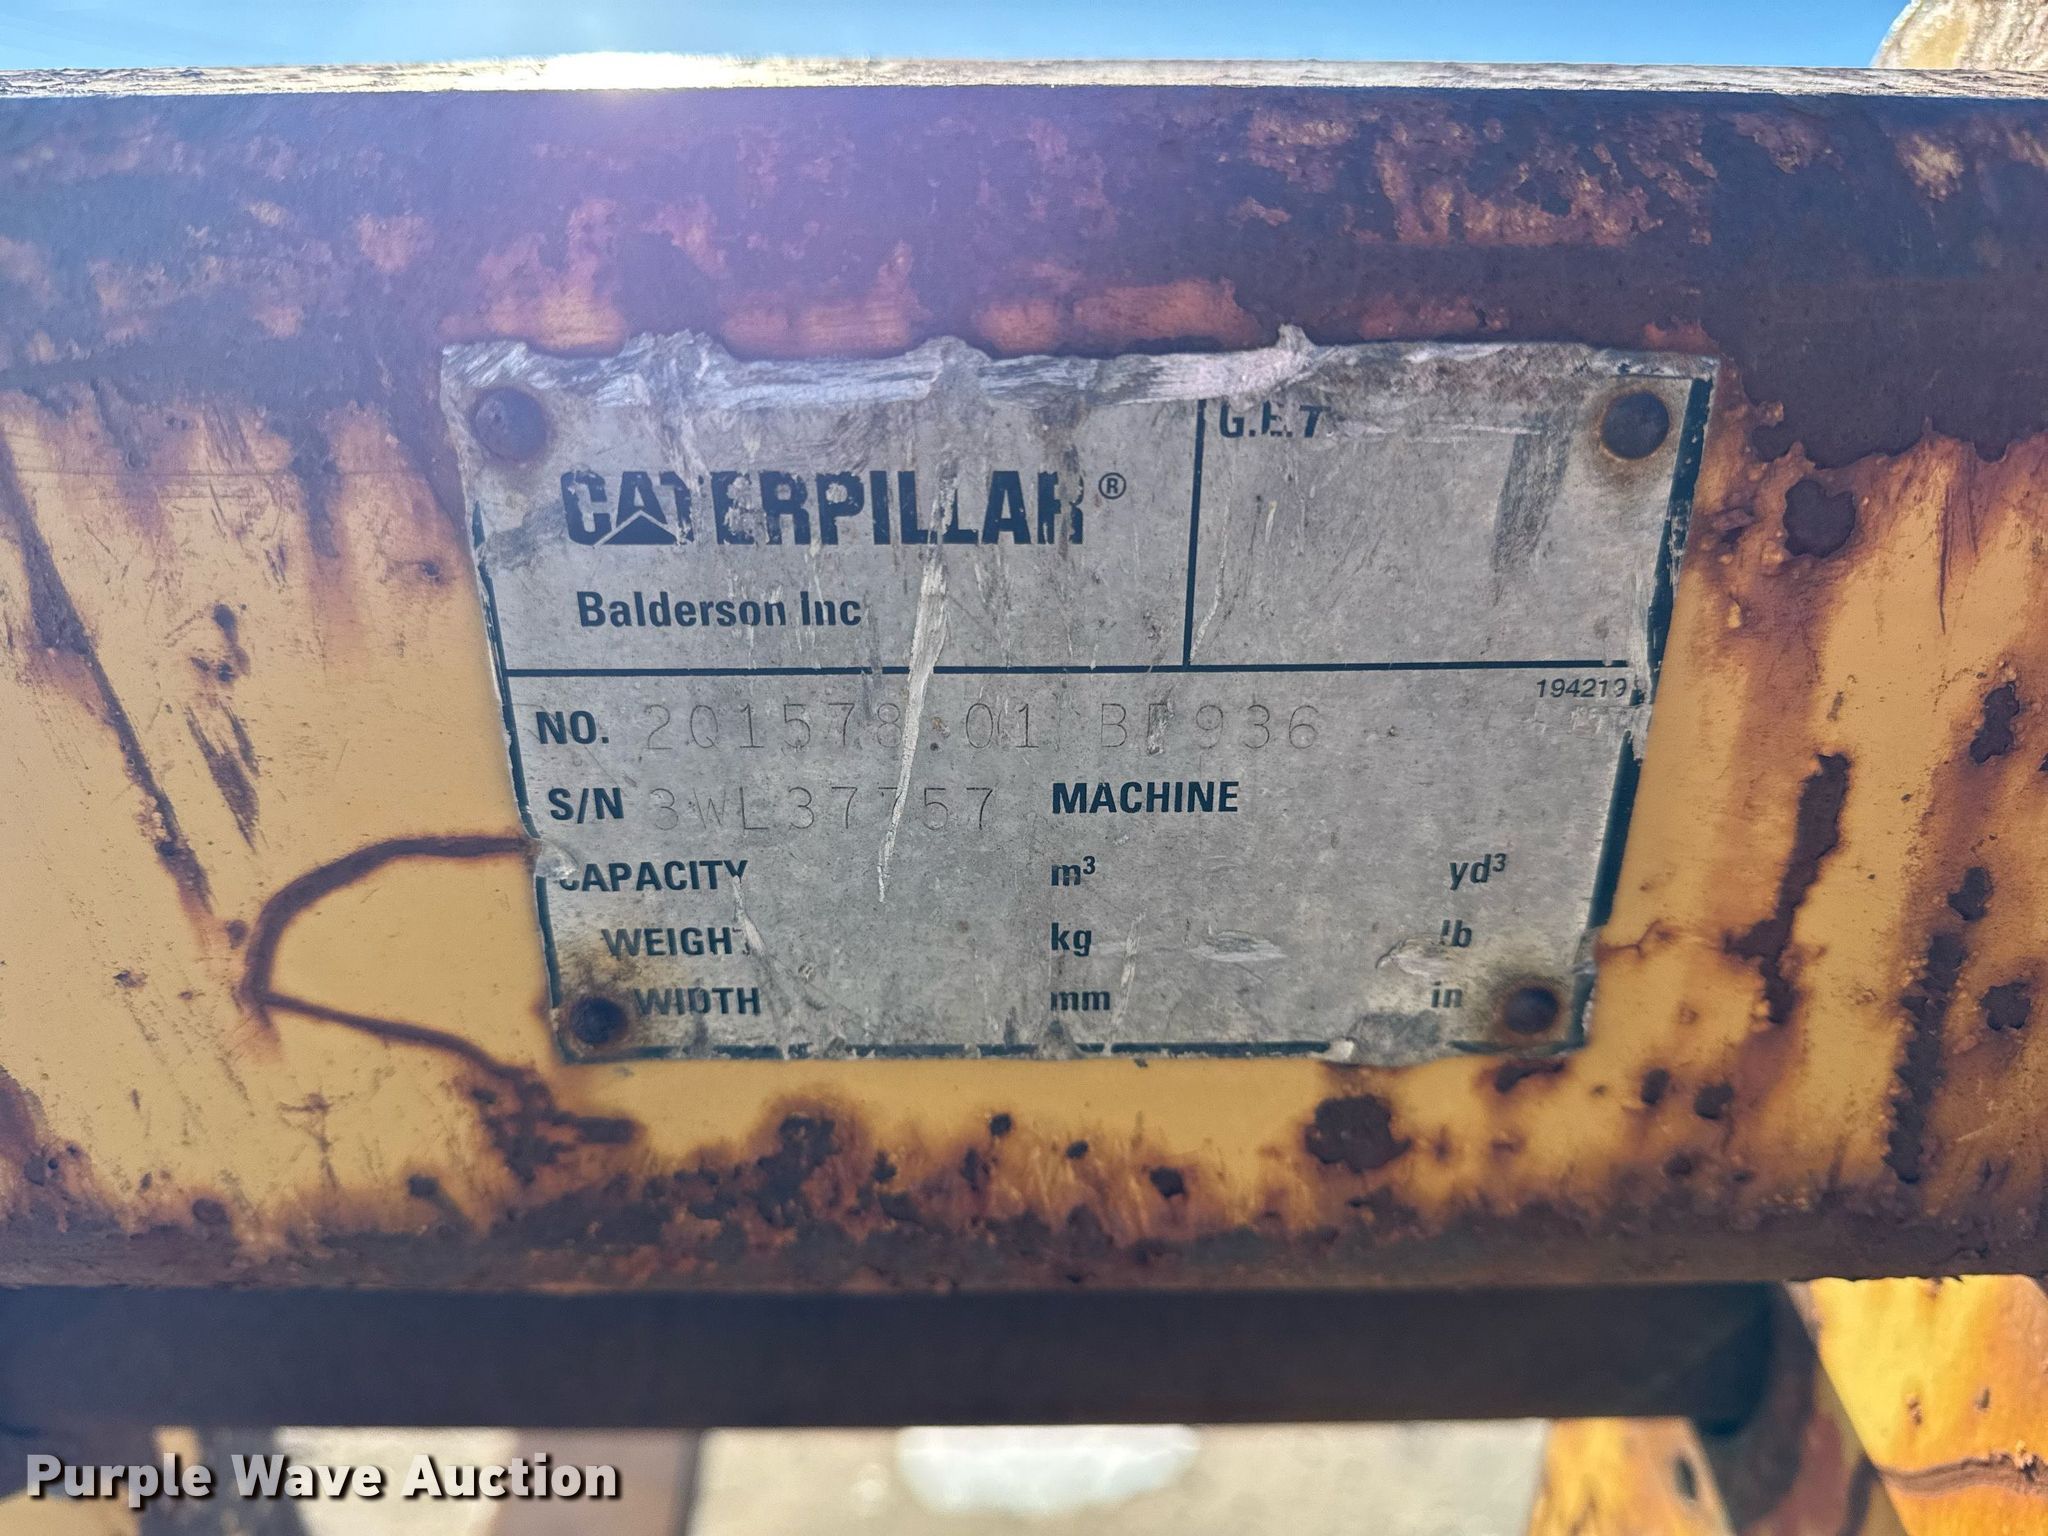 CATERPILLAR®
Balderson Inc
G.E.T
194219
NO. 201578.01 BF936
S/N 3WL37757 MACHINE
CAPACITY m³ yd³
WEIGHT kg lb
WIDTH mm in
Purple Wave Auction